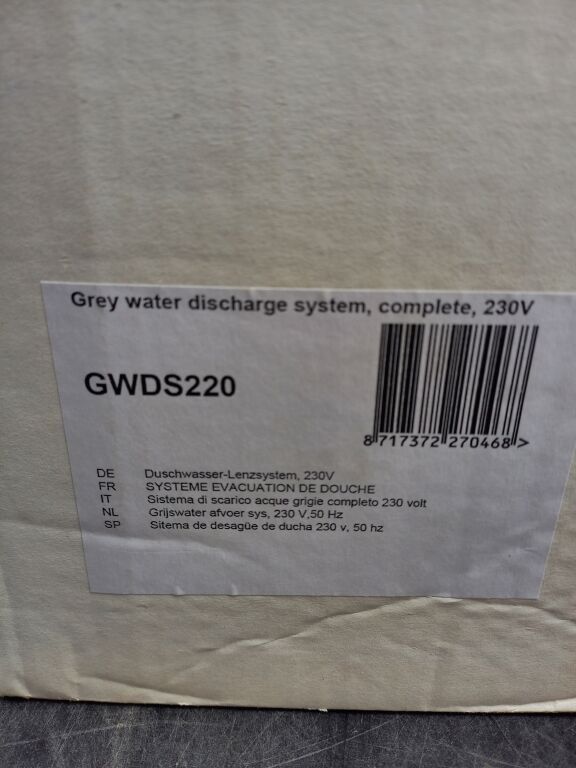 Grey water discharge system, complete, 230V
GWDS220
8 717372 270468 >
DE Duschwasser-Lenzsystem, 230V
FR SYSTEME EVACUATION DE DOUCHE
IT Sistema di scarico acque grigie completo 230 volt
NL Grijswater afvoer sys, 230 V,50 Hz
SP Sitema de desagüe de ducha 230 v, 50 hz